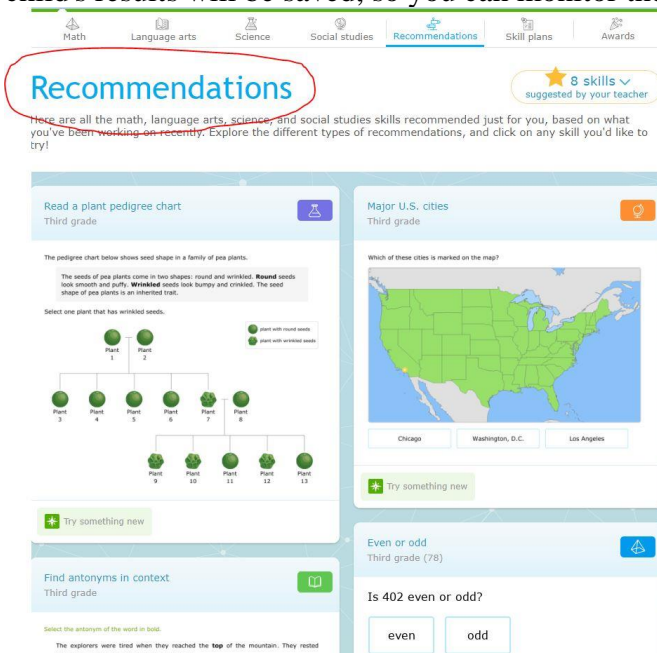 child's results will be saved, so you can monitor the
Math Language arts Science Social studies Recommendations Skill plans Awards
Recommendations
8 skills
suggested by your teacher
Here are all the math, language arts, science, and social studies skills recommended just for you, based on what
you've been working on recently. Explore the different types of recommendations, and click on any skill you'd like to
try!
Read a plant pedigree chart
Third grade
The pedigree chart below shows seed shape in a family of pea plants.
The seeds of pea plants come in two shapes: round and wrinkled. Round seeds
look smooth and puffy. Wrinkled seeds look bumpy and crinkled. The seed
shape of pea plants is an inherited trait.
Select one plant that has wrinkled seeds.
plant with round seeds
plant with wrinkled seeds
Plant 1
Plant 2
Plant 3
Plant 4
Plant 5
Plant 6
Plant 7
Plant 8
Plant 9
Plant 10
Plant 11
Plant 12
Plant 13
Try something new
Major U.S. cities
Third grade
Which of these cities is marked on the map?
Chicago Washington, D.C. Los Angeles
Try something new
Find antonyms in context
Third grade
Select the antonym of the word in bold.
The explorers were tired when they reached the top of the mountain. They rested
Even or odd
Third grade (78)
Is 402 even or odd?
even odd